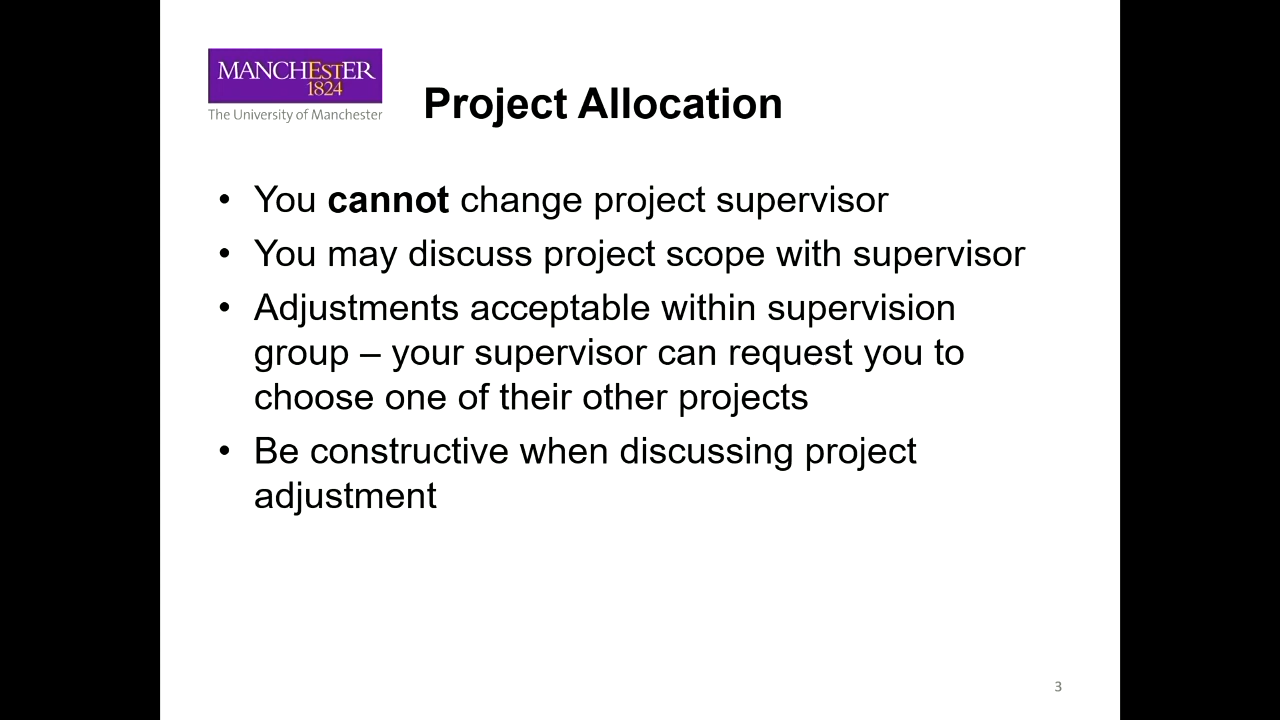 MANCHESTER
1824
The University of Manchester
Project Allocation
• You cannot change project supervisor
• You may discuss project scope with supervisor
• Adjustments acceptable within supervision
group – your supervisor can request you to
choose one of their other projects
• Be constructive when discussing project
adjustment
3